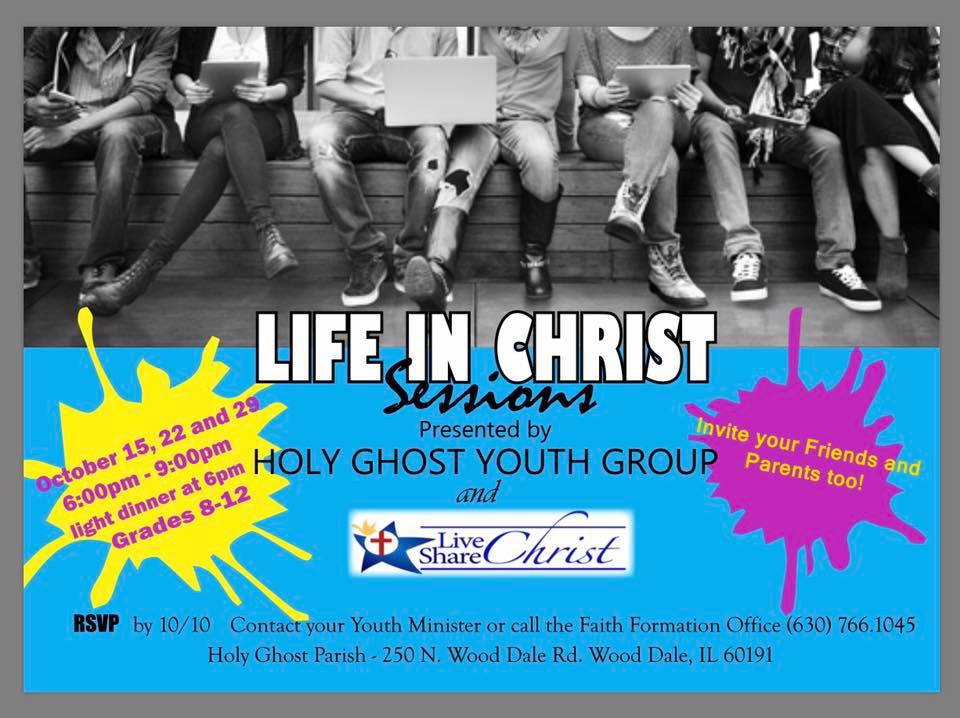 LIFE IN CHRIST
Sessions
Presented by
HOLY GHOST YOUTH GROUP
and
Live
Share Christ
October 15, 22 and 29
6:00pm - 9:00pm
light dinner at 6pm
Grades 8-12
Invite your Friends and
Parents too!
RSVP by 10/10 Contact your Youth Minister or call the Faith Formation Office (630) 766.1045
Holy Ghost Parish - 250 N. Wood Dale Rd. Wood Dale, IL 60191